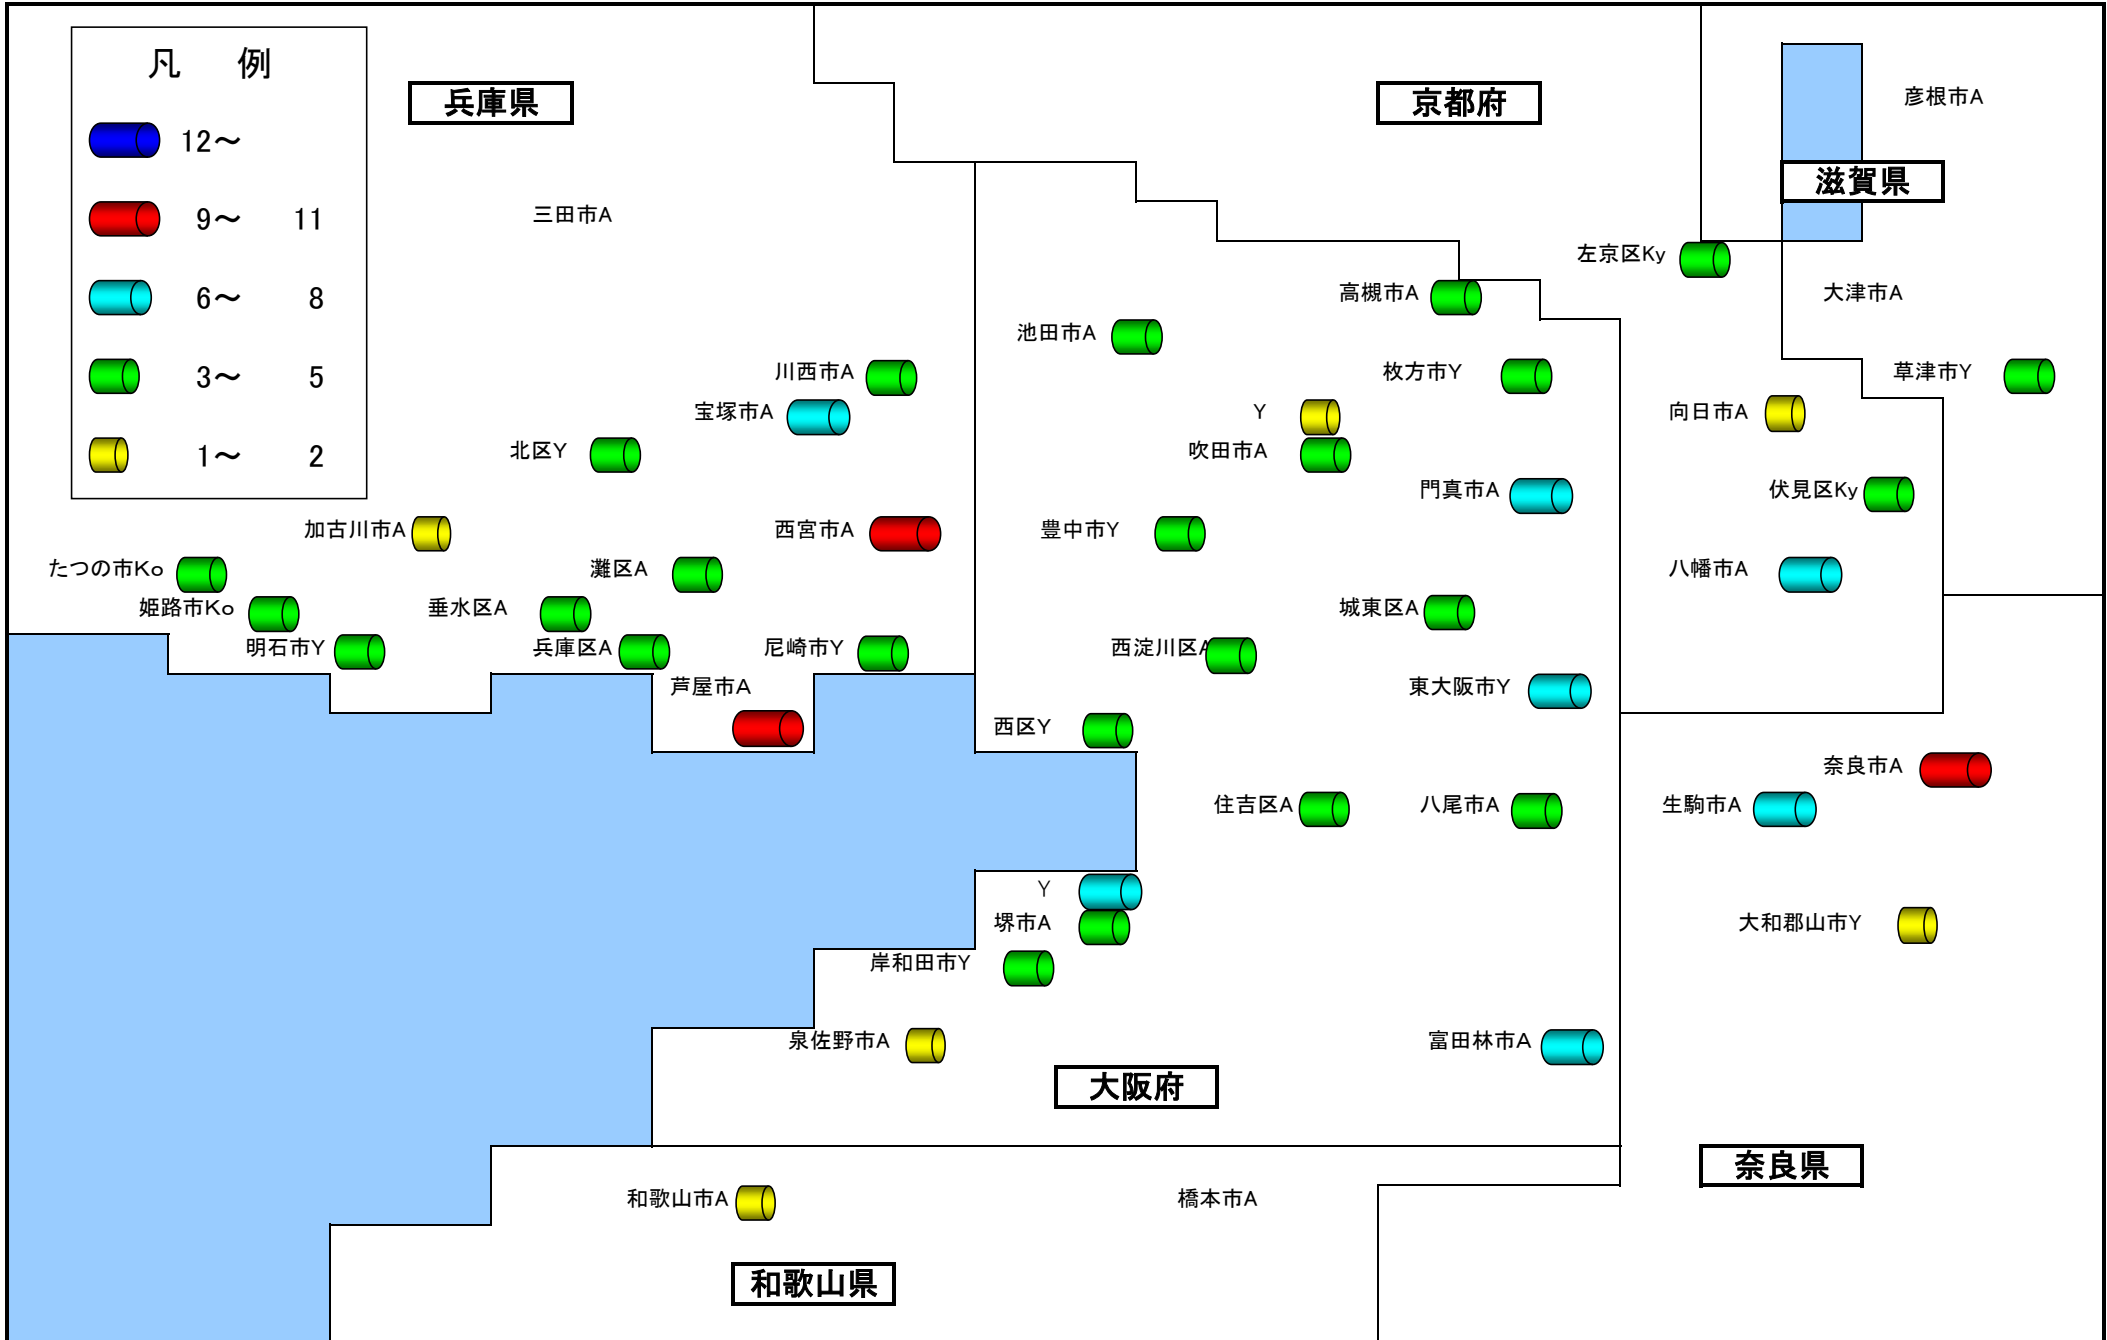 凡　例
12～
9～　11
6～　8
3～　5
1～　2
兵庫県
京都府
彦根市A
滋賀県
三田市A
左京区Ky
高槻市A
大津市A
池田市A
川西市A
枚方市Y
草津市Y
宝塚市A
Y
向日市A
北区Y
吹田市A
門真市A
伏見区Ky
加古川市A
西宮市A
豊中市Y
たつの市Ko
灘区A
八幡市A
姫路市Ko
垂水区A
城東区A
明石市Y
兵庫区A
尼崎市Y
西淀川区A
芦屋市A
東大阪市Y
西区Y
奈良市A
住吉区A
八尾市A
生駒市A
Y
堺市A
大和郡山市Y
岸和田市Y
泉佐野市A
富田林市A
大阪府
奈良県
和歌山市A
橋本市A
和歌山県